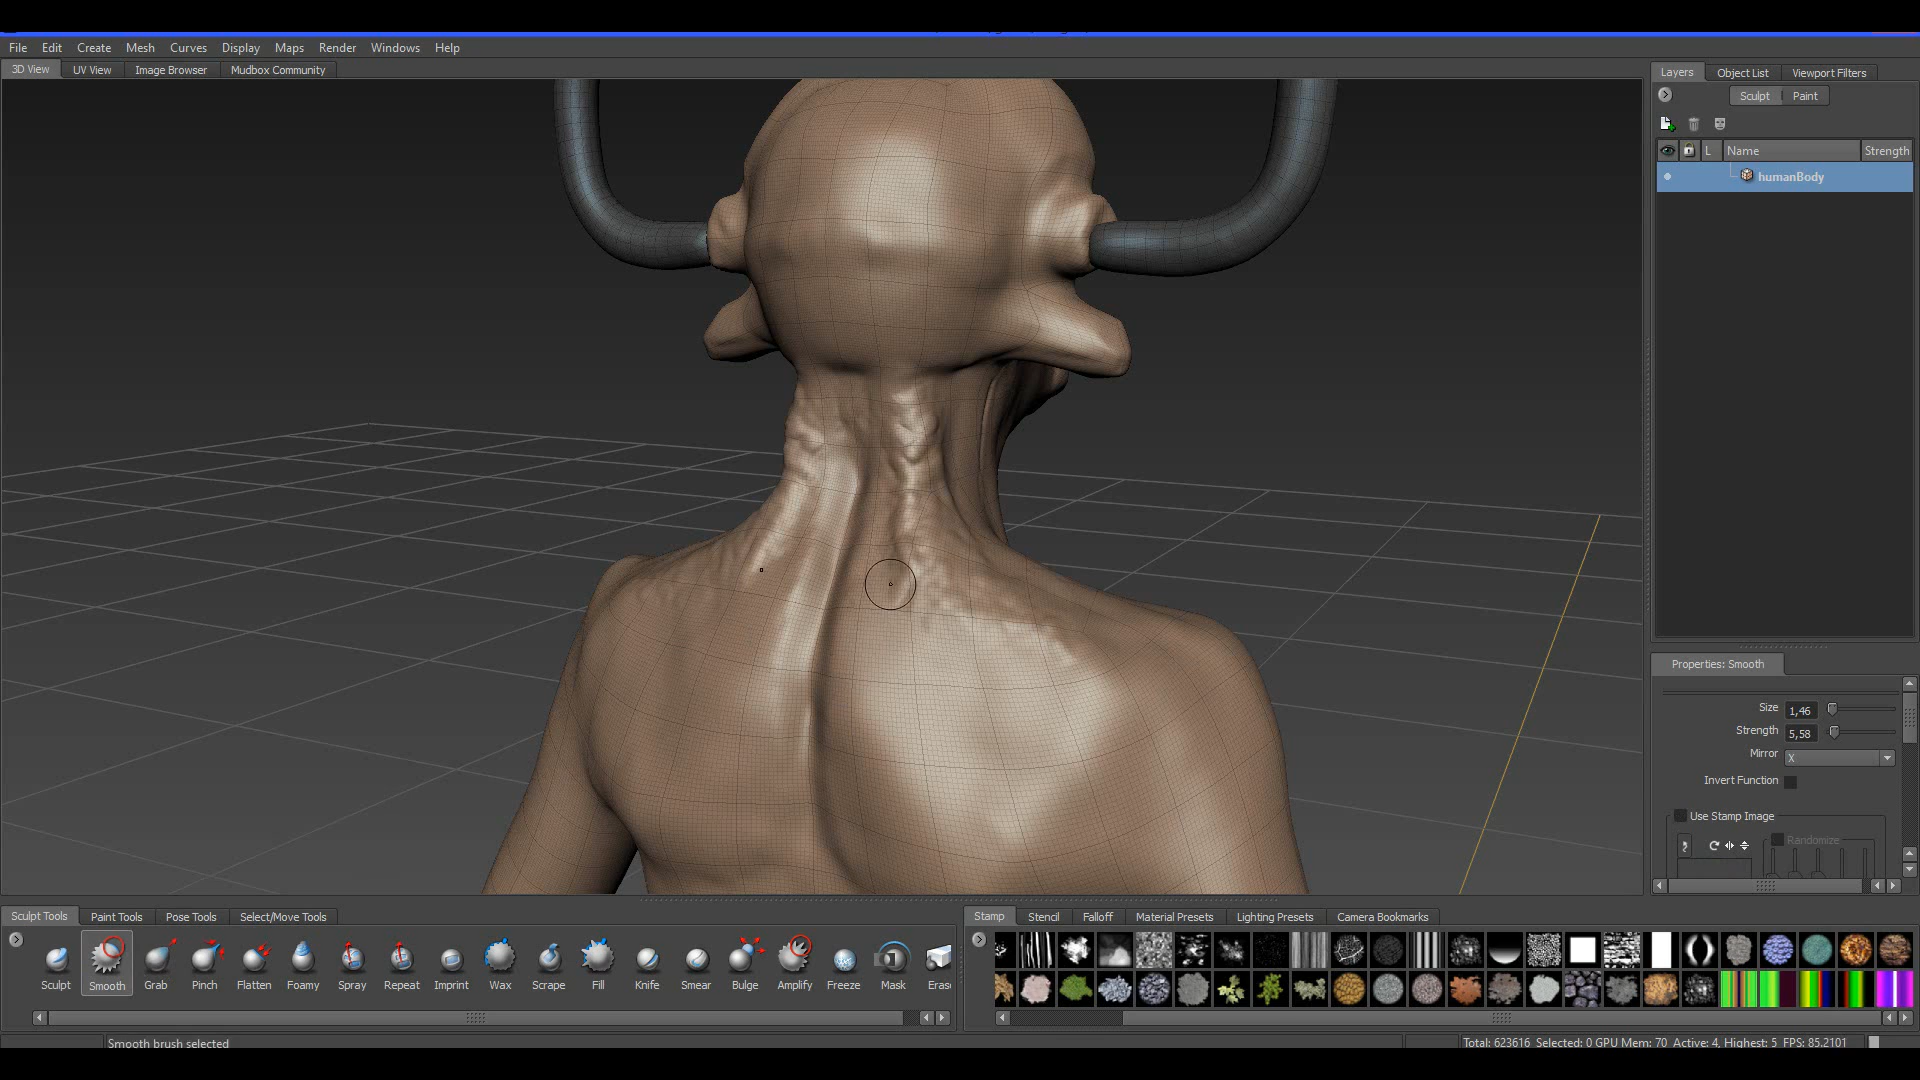 File Edit Create Mesh Curves Display Maps Render Windows Help
3D View UV View Image Browser Mudbox Community
Layers Object List Viewport Filters
Sculpt Paint
L Name Strength
humanBody
Properties: Smooth
Size 1,46
Strength 5,58
Mirror X
Invert Function
Use Stamp Image
Randomize
Sculpt Tools Paint Tools Pose Tools Select/Move Tools
Stamp Stencil Falloff Material Presets Lighting Presets Camera Bookmarks
Sculpt Smooth Grab Pinch Flatten Foamy Spray Repeat Imprint Wax Scrape Fill Knife Smear Bulge Amplify Freeze Mask Eras
Smooth brush selected
Total: 623616 Selected: 0 GPU Mem: 70 Active: 4, Highest: 5 FPS: 85.2101